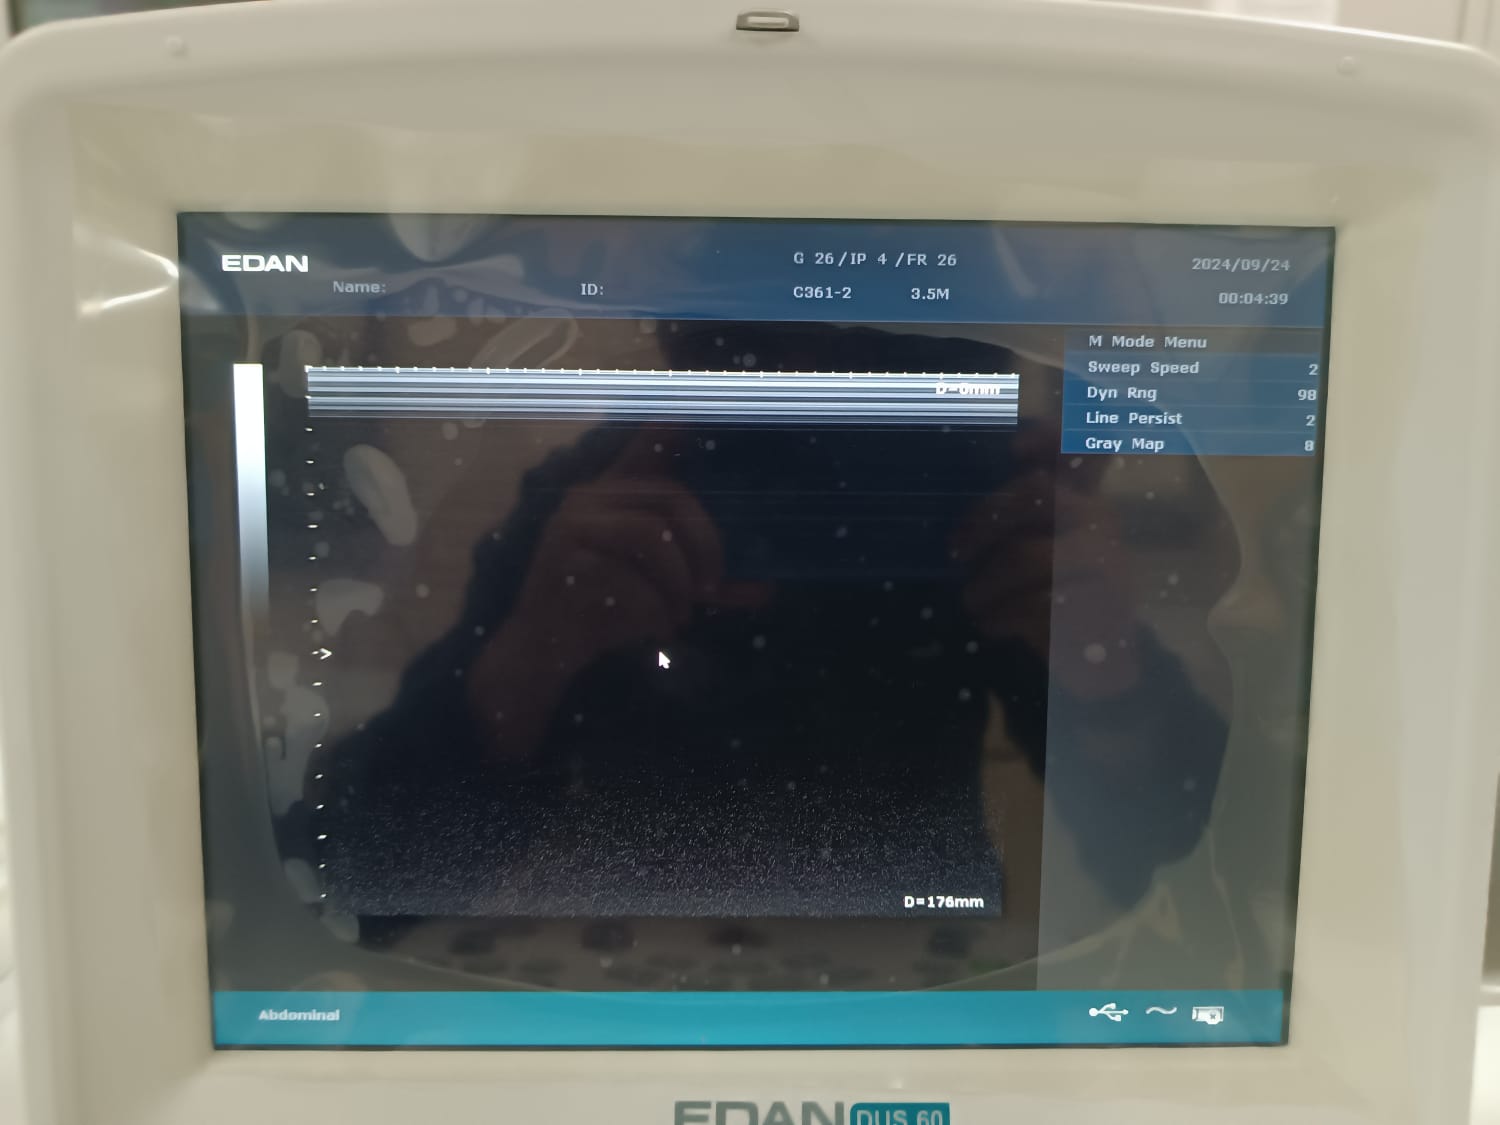 EDAN
G 26/IP 4 /FR 26
2024/09/24
Name:
ID:
C361-2
3.5M
00:04:39
M Mode Menu
Sweep Speed 2
Dyn Rng 98
Line Persist 2
Gray Map 8
D=0mm
D=176mm
Abdominal
EDAN DUS 60